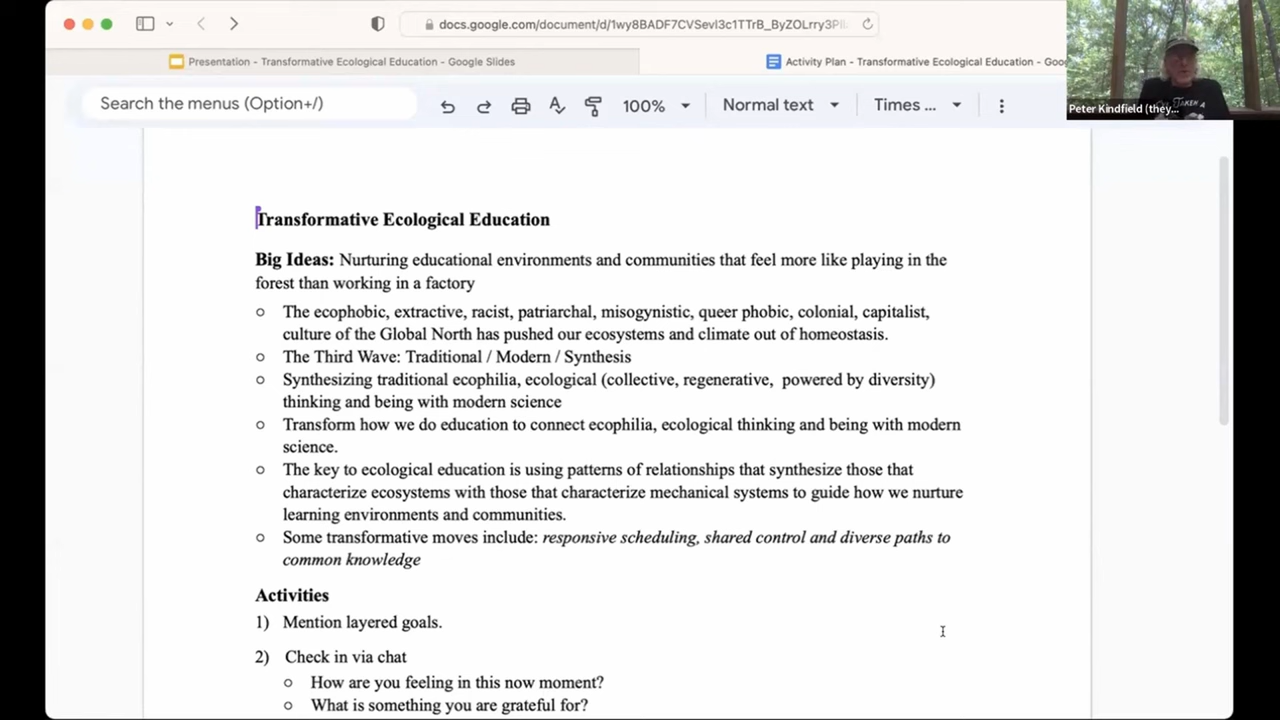 docs.google.com/document/d/1wy8BADF7CVSevI3c1TTrB_ByZOLrry3PIl
Presentation - Transformative Ecological Education - Google Slides
Activity Plan - Transformative Ecological Education - Goo
Search the menus (Option+/)
100%
Normal text
Times ...
TAKEN A
Peter Kindfield (they...
Transformative Ecological Education
Big Ideas: Nurturing educational environments and communities that feel more like playing in the
forest than working in a factory
○ The ecophobic, extractive, racist, patriarchal, misogynistic, queer phobic, colonial, capitalist,
culture of the Global North has pushed our ecosystems and climate out of homeostasis.
○ The Third Wave: Traditional / Modern / Synthesis
○ Synthesizing traditional ecophilia, ecological (collective, regenerative, powered by diversity)
thinking and being with modern science
○ Transform how we do education to connect ecophilia, ecological thinking and being with modern
science.
○ The key to ecological education is using patterns of relationships that synthesize those that
characterize ecosystems with those that characterize mechanical systems to guide how we nurture
learning environments and communities.
○ Some transformative moves include: responsive scheduling, shared control and diverse paths to
common knowledge
Activities
1) Mention layered goals.
2) Check in via chat
○ How are you feeling in this now moment?
○ What is something you are grateful for?